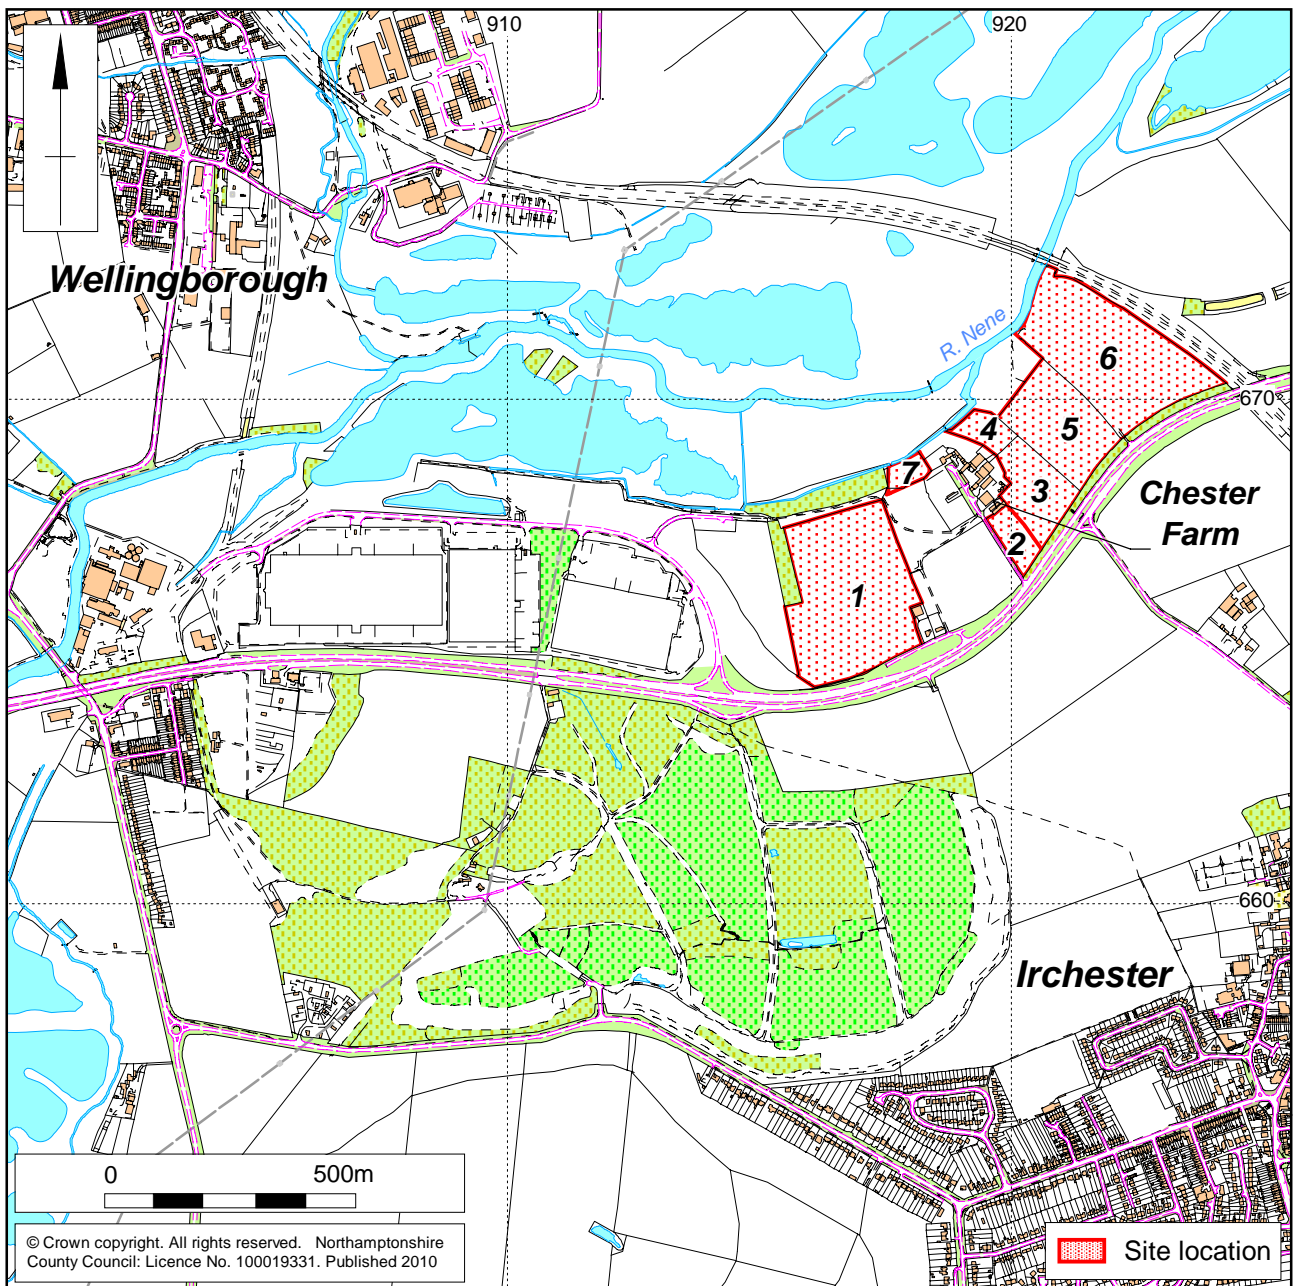 910
920
Wellingborough
R. Nene
6
670
5
4
7
3
Chester
Farm
2
1
660
Irchester
0 500m
© Crown copyright. All rights reserved. Northamptonshire
County Council: Licence No. 100019331. Published 2010
Site location